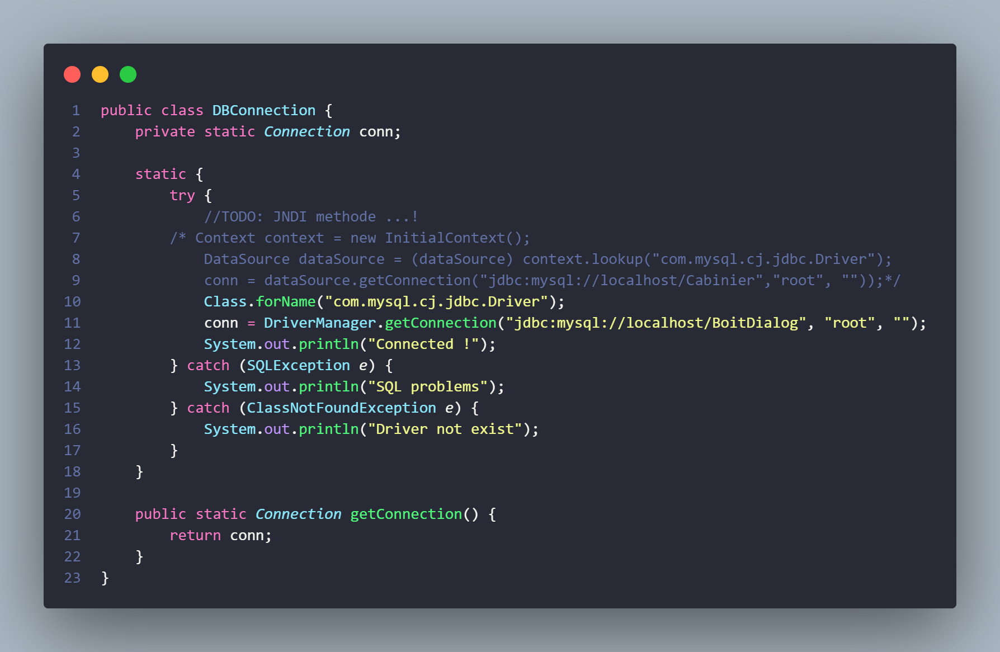 1 public class DBConnection {
2 private static Connection conn;
3
4 static {
5 try {
6 //TODO: JNDI methode ...!
7 /* Context context = new InitialContext();
8 DataSource dataSource = (dataSource) context.lookup("com.mysql.cj.jdbc.Driver");
9 conn = dataSource.getConnection("jdbc:mysql://localhost/Cabinier","root", ""));*/
10 Class.forName("com.mysql.cj.jdbc.Driver");
11 conn = DriverManager.getConnection("jdbc:mysql://localhost/BoitDialog", "root", "");
12 System.out.println("Connected !");
13 } catch (SQLException e) {
14 System.out.println("SQL problems");
15 } catch (ClassNotFoundException e) {
16 System.out.println("Driver not exist");
17 }
18 }
19
20 public static Connection getConnection() {
21 return conn;
22 }
23 }